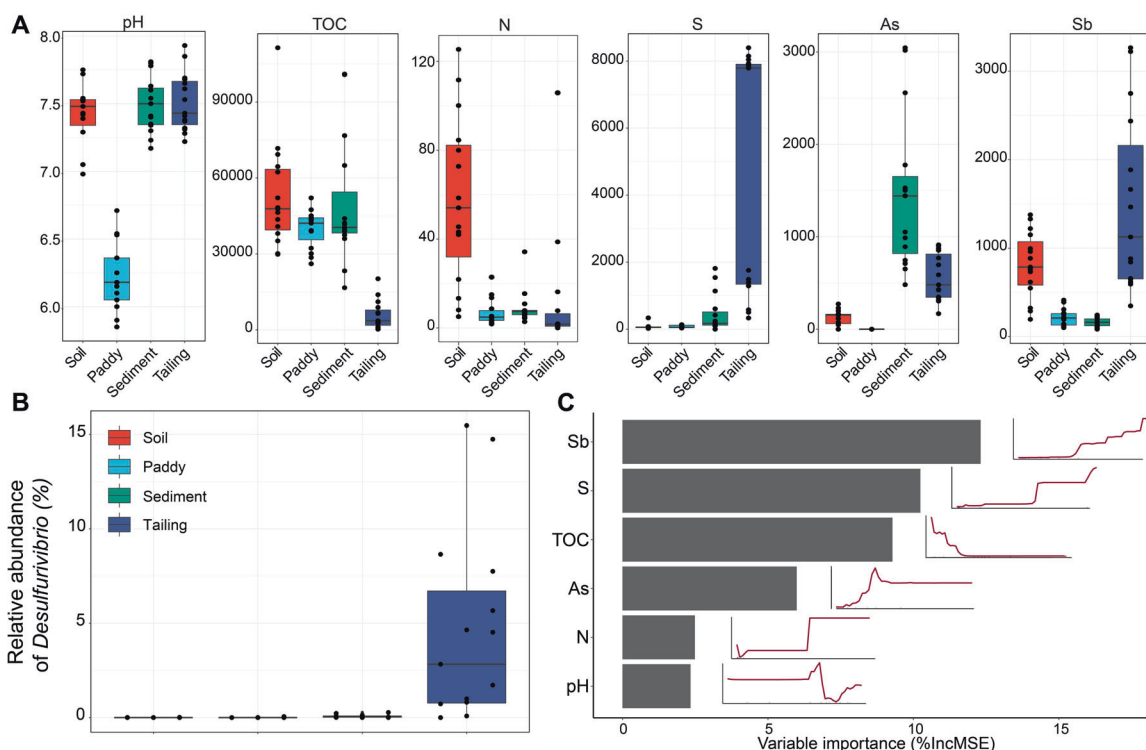 A
pH
TOC
N
S
As
Sb
8.0
7.5
7.0
6.5
6.0
90000
60000
30000
0
120
80
40
0
8000
6000
4000
2000
0
3000
2000
1000
0
3000
2000
1000
0
Soil Paddy Sediment Tailing
Soil Paddy Sediment Tailing
Soil Paddy Sediment Tailing
Soil Paddy Sediment Tailing
Soil Paddy Sediment Tailing
Soil Paddy Sediment Tailing
B
Relative abundance
of Desulfurivibrio (%)
15
10
5
0
Soil
Paddy
Sediment
Tailing
C
Sb
S
TOC
As
N
pH
0 5 10 15
Variable importance (%IncMSE)